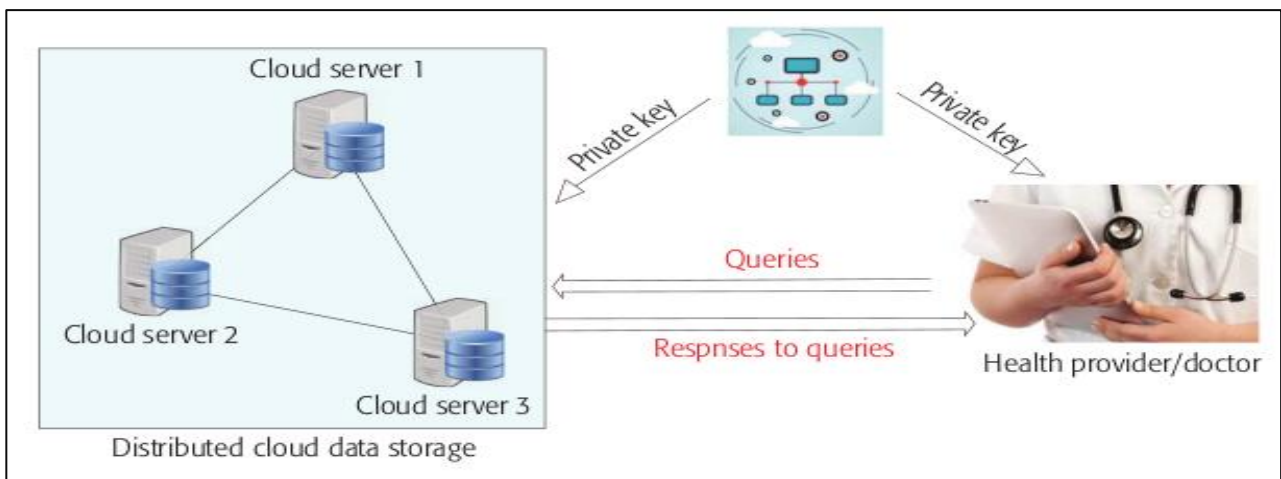 Cloud server 1
Private key
Private key
Queries
Cloud server 2
Respnses to queries
Health provider/doctor
Cloud server 3
Distributed cloud data storage